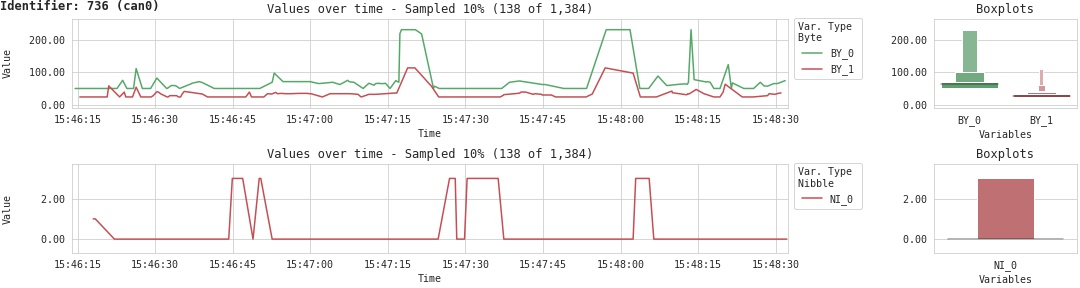 Identifier: 736 (can0)
Values over time - Sampled 10% (138 of 1,384)
Value
200.00
100.00
0.00
15:46:15 15:46:30 15:46:45 15:47:00 15:47:15 15:47:30 15:47:45 15:48:00 15:48:15 15:48:30
Time
Var. Type
Byte
BY_0
BY_1
Boxplots
200.00
100.00
0.00
BY_0 BY_1
Variables
Values over time - Sampled 10% (138 of 1,384)
Value
2.00
0.00
15:46:15 15:46:30 15:46:45 15:47:00 15:47:15 15:47:30 15:47:45 15:48:00 15:48:15 15:48:30
Time
Var. Type
Nibble
NI_0
Boxplots
2.00
0.00
NI_0
Variables